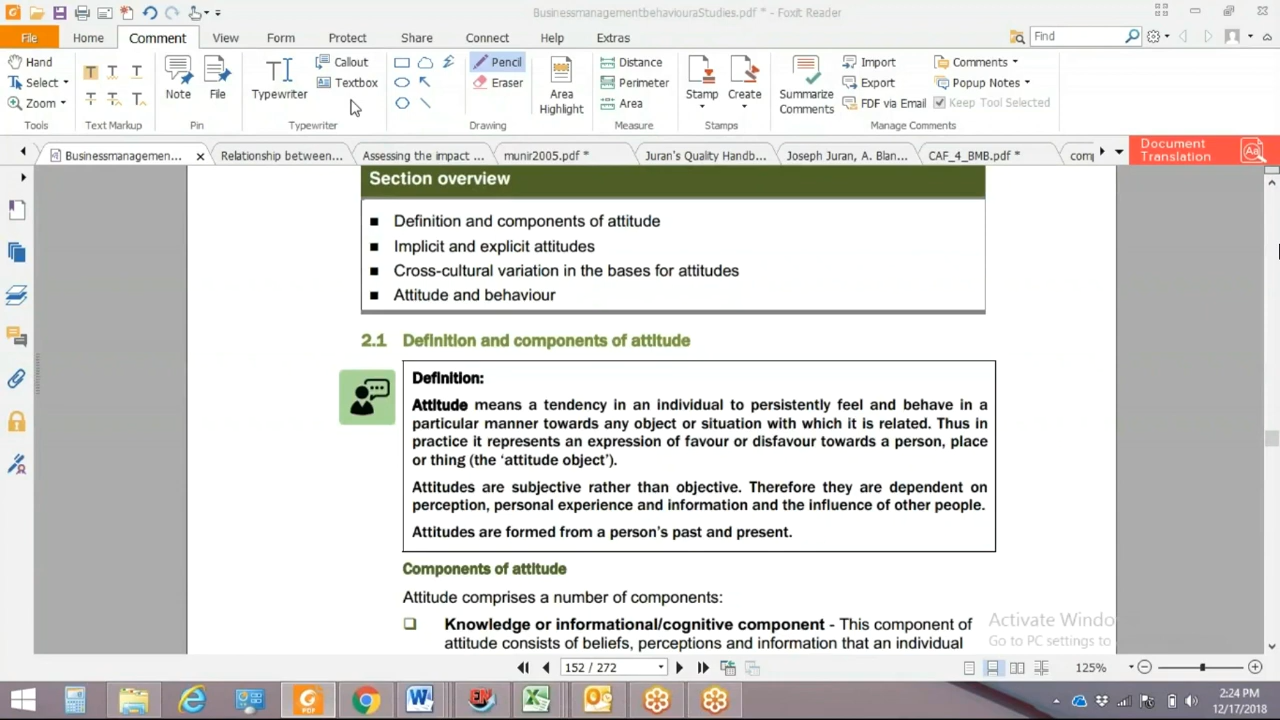 BusinessmanagementbehaviouraStudies.pdf * - Foxit Reader
File Home Comment View Form Protect Share Connect Help Extras Find
Hand Callout Pencil Distance Import Comments
Select Note File Typewriter Textbox Eraser Area Highlight Perimeter Stamp Create Summarize Comments Export Popup Notes
Zoom Area FDF via Email Keep Tool Selected
Tools Text Markup Pin Typewriter Drawing Measure Stamps Manage Comments
Businessmanagemen... Relationship between... Assessing the impact ... munir2005.pdf * Juran's Quality Handb... Joseph Juran, A. Blan... CAF_4_BMB.pdf * Document Translation
Section overview
■ Definition and components of attitude
■ Implicit and explicit attitudes
■ Cross-cultural variation in the bases for attitudes
■ Attitude and behaviour
2.1 Definition and components of attitude
Definition:
Attitude means a tendency in an individual to persistently feel and behave in a
particular manner towards any object or situation with which it is related. Thus in
practice it represents an expression of favour or disfavour towards a person, place
or thing (the ‘attitude object’).
Attitudes are subjective rather than objective. Therefore they are dependent on
perception, personal experience and information and the influence of other people.
Attitudes are formed from a person’s past and present.
Components of attitude
Attitude comprises a number of components:
❑ Knowledge or informational/cognitive component - This component of
attitude consists of beliefs, perceptions and information that an individual
Activate Windo
Go to PC settings to
152 / 272 125%
2:24 PM
12/17/2018